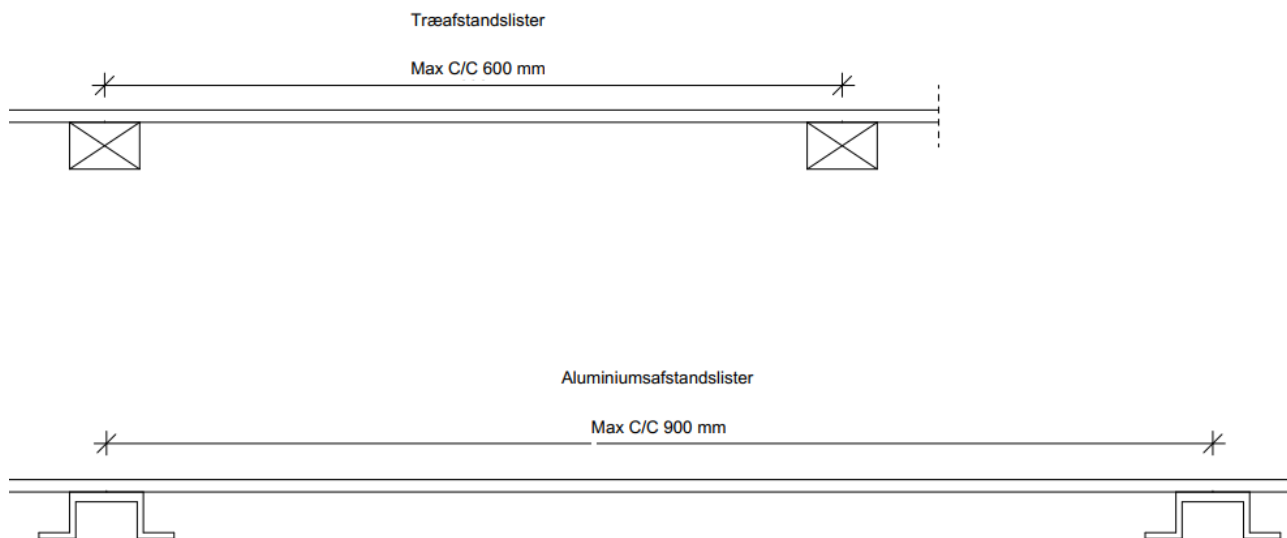 Træafstandslister
Max C/C 600 mm
Aluminiumsafstandslister
Max C/C 900 mm